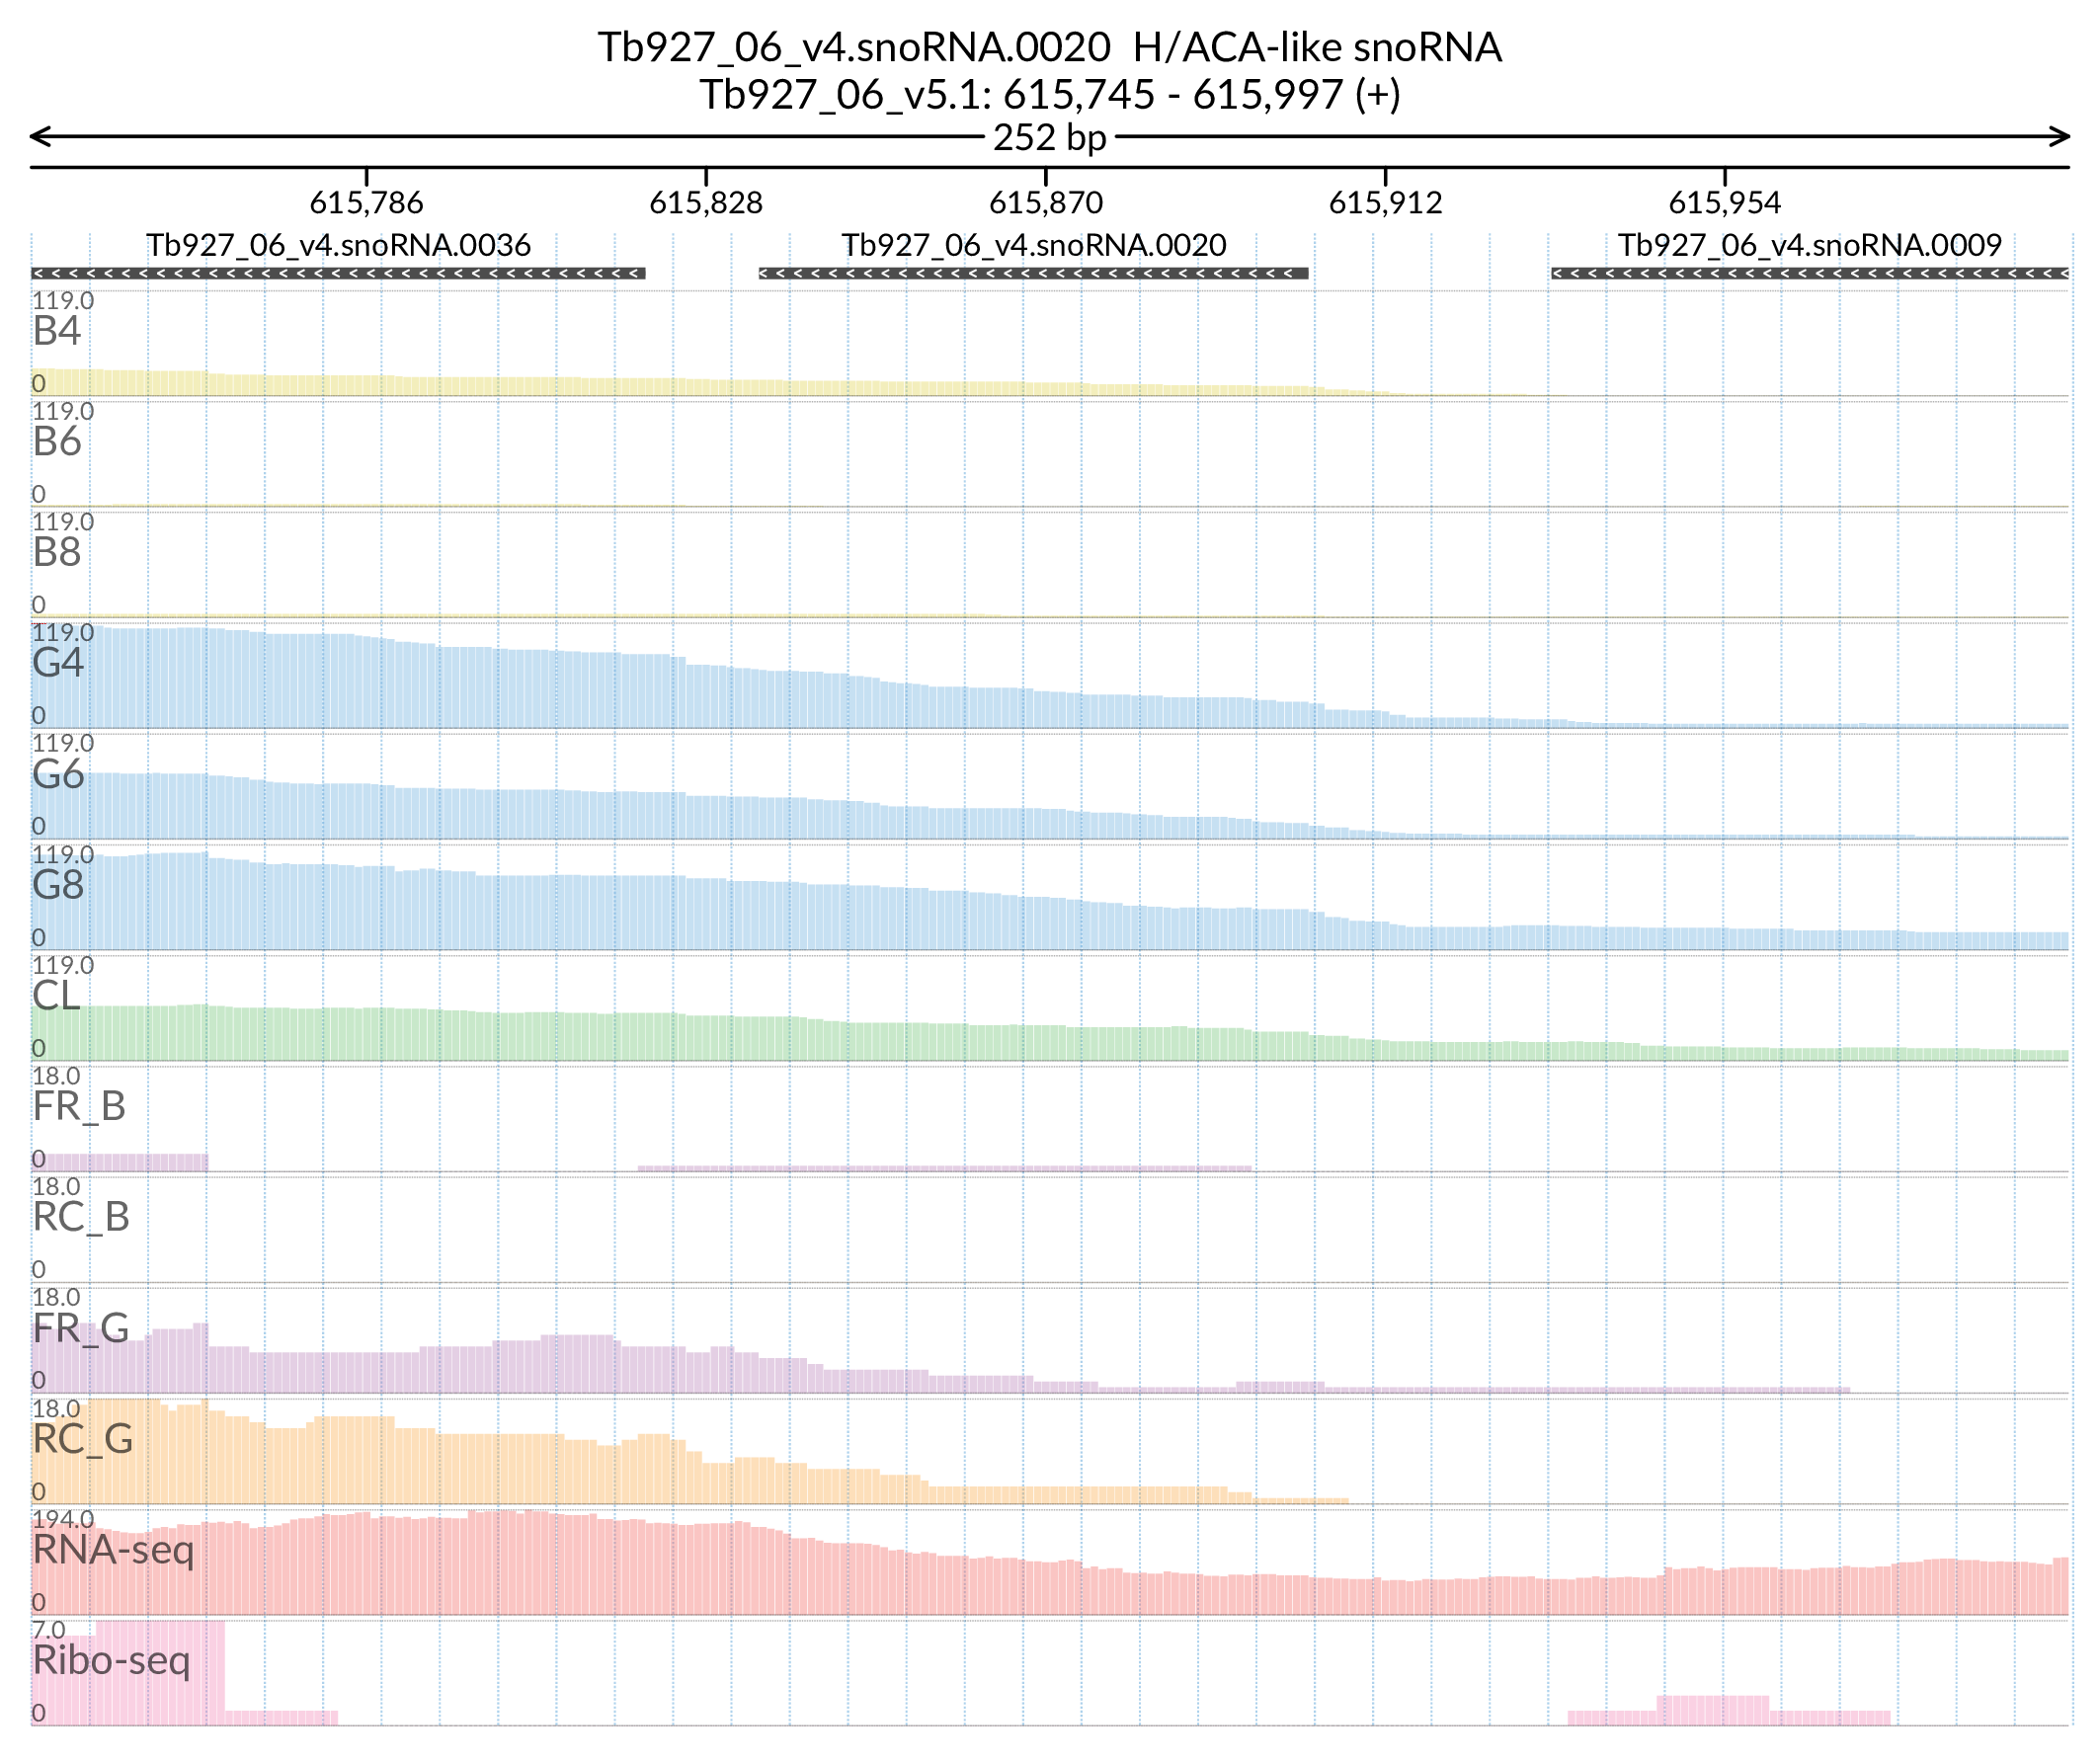 Tb927_06_v4.snoRNA.0020 H/ACA-like snoRNA
Tb927_06_v5.1: 615,745 - 615,997 (+)
252 bp
615,786 615,828 615,870 615,912 615,954
Tb927_06_v4.snoRNA.0036 Tb927_06_v4.snoRNA.0020 Tb927_06_v4.snoRNA.0009
119.0
B4
0
119.0
B6
0
119.0
B8
0
119.0
G4
0
119.0
G6
0
119.0
G8
0
119.0
CL
0
18.0
FR_B
0
18.0
RC_B
0
18.0
FR_G
0
18.0
RC_G
0
194.0
RNA-seq
0
7.0
Ribo-seq
0